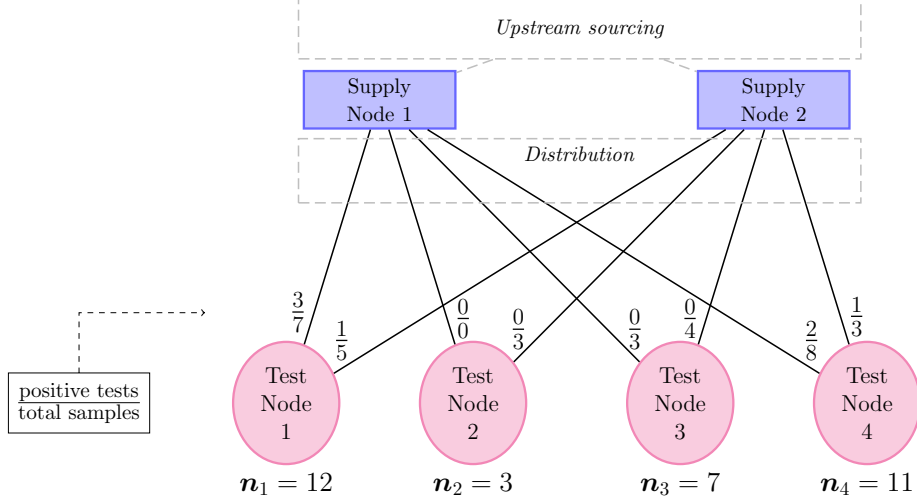 Upstream sourcing
Supply
Node 1
Supply
Node 2
Distribution
3/7
1/5
0/0
0/3
0/3
0/4
2/8
1/3
positive tests
total samples
Test
Node
1
Test
Node
2
Test
Node
3
Test
Node
4
n₁ = 12
n₂ = 3
n₃ = 7
n₄ = 11